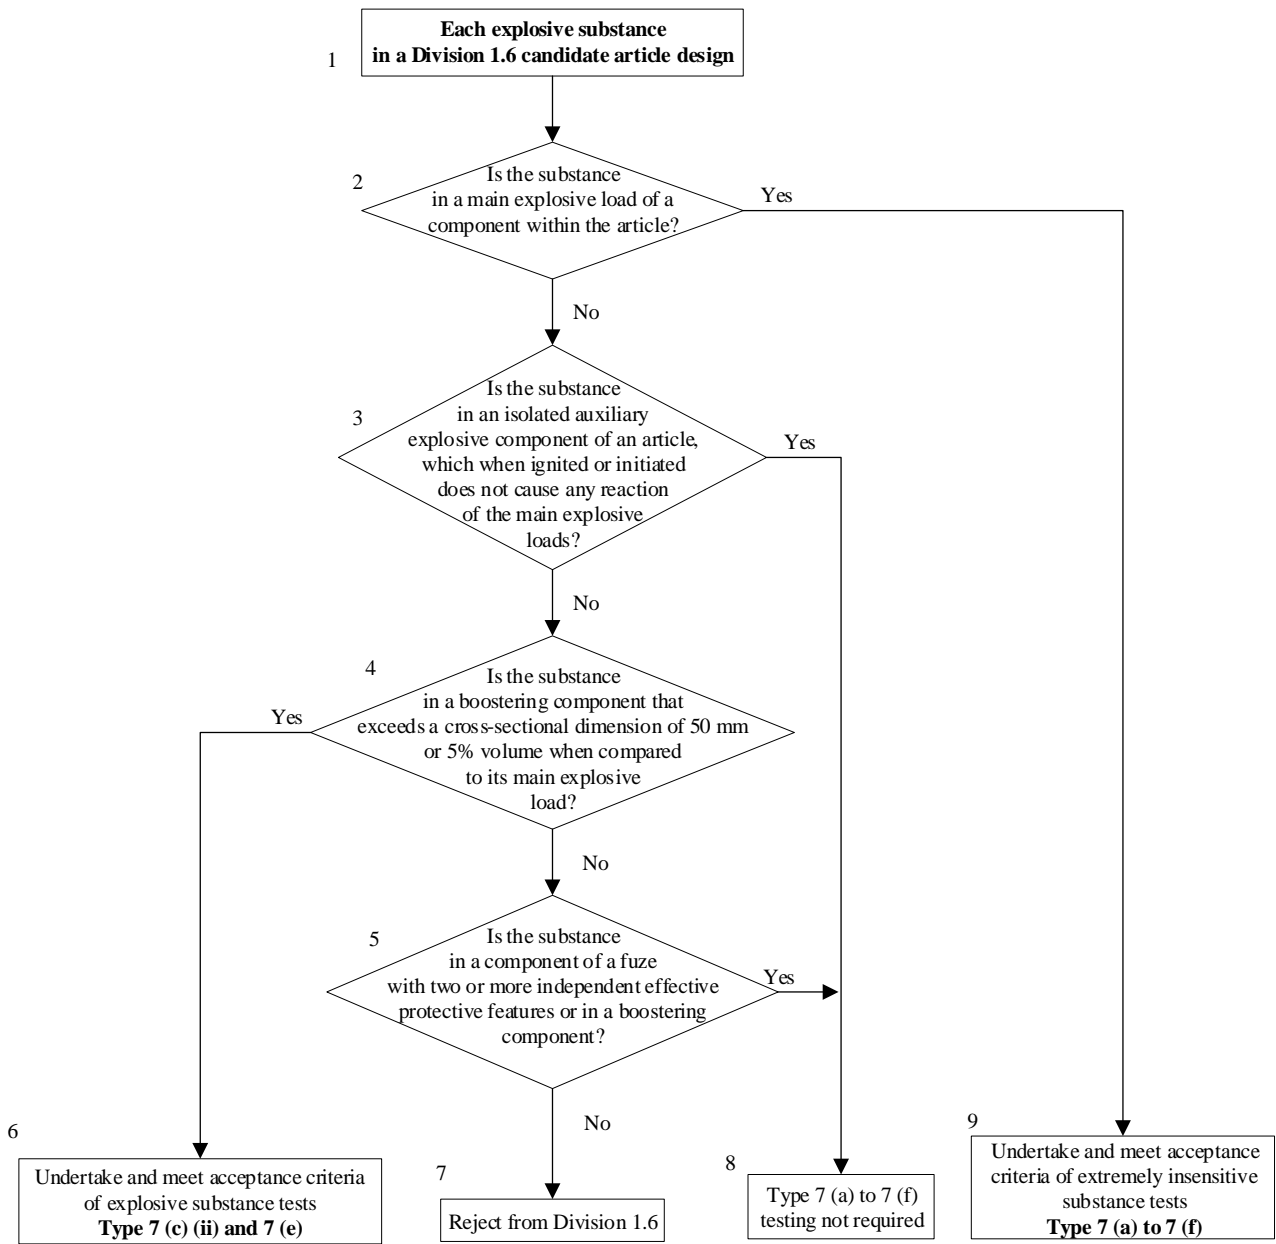 1
Each explosive substance
in a Division 1.6 candidate article design
2
Is the substance
in a main explosive load of a
component within the article?
Yes
No
3
Is the substance
in an isolated auxiliary
explosive component of an article,
which when ignited or initiated
does not cause any reaction
of the main explosive
loads?
Yes
No
4
Is the substance
in a boostering component that
exceeds a cross-sectional dimension of 50 mm
or 5% volume when compared
to its main explosive
load?
Yes
No
5
Is the substance
in a component of a fuze
with two or more independent effective
protective features or in a boostering
component?
Yes
No
6
Undertake and meet acceptance criteria
of explosive substance tests
Type 7 (c) (ii) and 7 (e)
7
Reject from Division 1.6
8
Type 7 (a) to 7 (f)
testing not required
9
Undertake and meet acceptance
criteria of extremely insensitive
substance tests
Type 7 (a) to 7 (f)